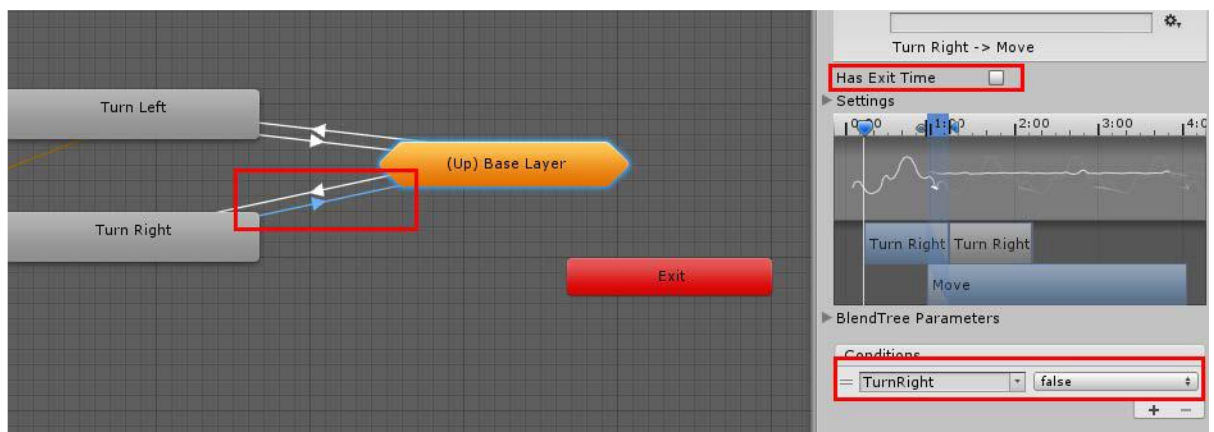 Turn Left
(Up) Base Layer
Turn Right
Exit
Turn Right -> Move
Has Exit Time
Settings
2:00
3:00
Turn Right Turn Right
Move
BlendTree Parameters
Conditions
TurnRight false